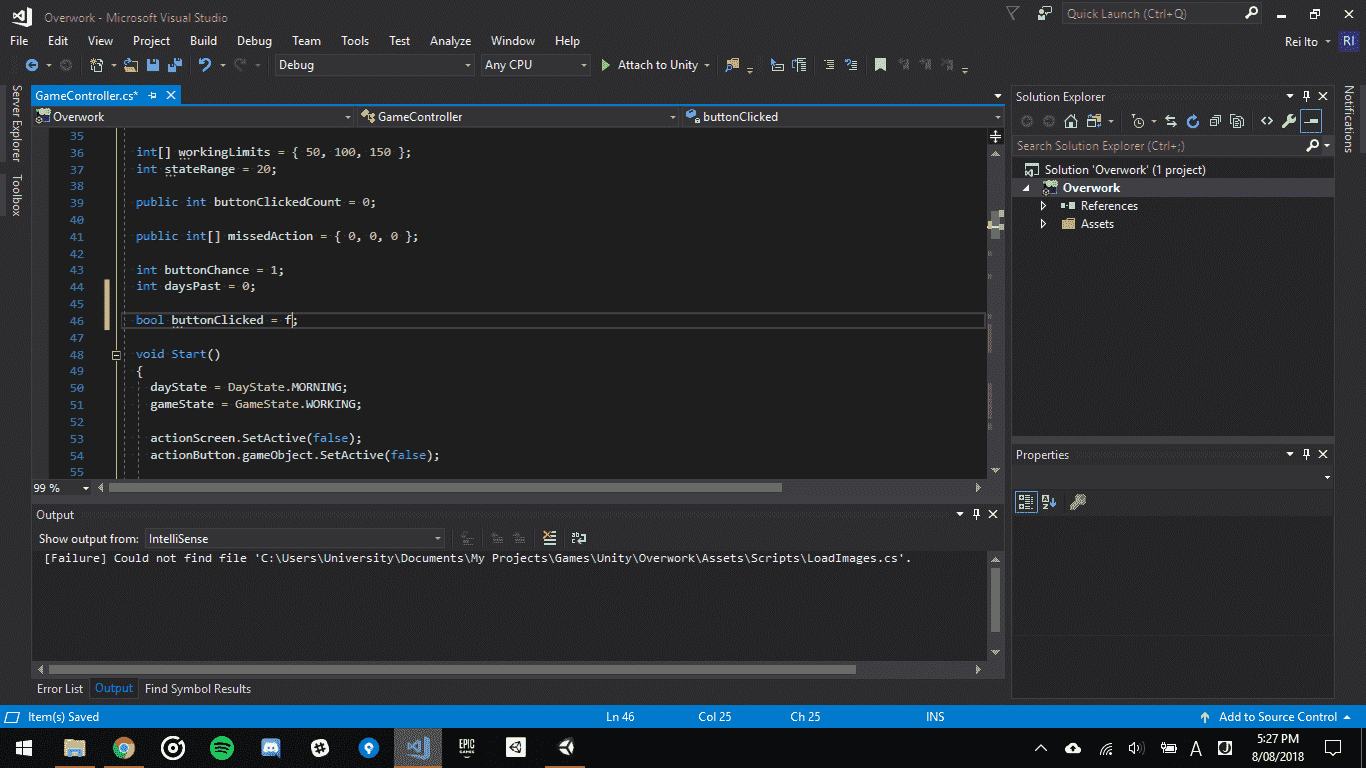 Overwork - Microsoft Visual Studio
Quick Launch (Ctrl+Q)
File Edit View Project Build Debug Team Tools Test Analyze Window Help
Rei Ito RI
Debug Any CPU Attach to Unity
Server Explorer
Toolbox
GameController.cs*
Overwork GameController buttonClicked
35
36 int[] workingLimits = { 50, 100, 150 };
37 int stateRange = 20;
38
39 public int buttonClickedCount = 0;
40
41 public int[] missedAction = { 0, 0, 0 };
42
43 int buttonChance = 1;
44 int daysPast = 0;
45
46 bool buttonClicked = f;
47
48 void Start()
49 {
50 dayState = DayState.MORNING;
51 gameState = GameState.WORKING;
52
53 actionScreen.SetActive(false);
54 actionButton.gameObject.SetActive(false);
55
99 %
Output
Show output from: IntelliSense
[Failure] Could not find file 'C:\Users\University\Documents\My Projects\Games\Unity\Overwork\Assets\Scripts\LoadImages.cs'.
Error List Output Find Symbol Results
Solution Explorer
Search Solution Explorer (Ctrl+;)
Solution 'Overwork' (1 project)
Overwork
References
Assets
Properties
Notifications
Item(s) Saved Ln 46 Col 25 Ch 25 INS Add to Source Control
EPIC
GAMES
A J
5:27 PM
8/08/2018